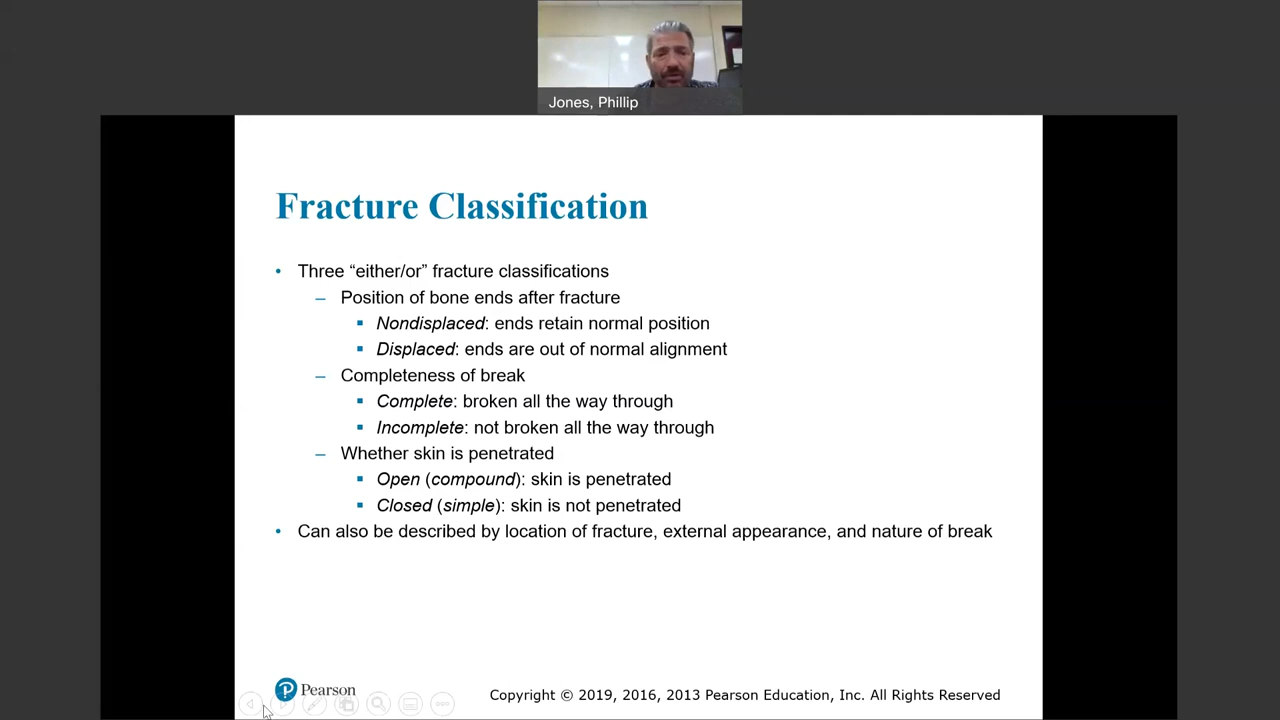 Jones, Phillip
Fracture Classification
• Three “either/or” fracture classifications
– Position of bone ends after fracture
▪ Nondisplaced: ends retain normal position
▪ Displaced: ends are out of normal alignment
– Completeness of break
▪ Complete: broken all the way through
▪ Incomplete: not broken all the way through
– Whether skin is penetrated
▪ Open (compound): skin is penetrated
▪ Closed (simple): skin is not penetrated
• Can also be described by location of fracture, external appearance, and nature of break
Pearson
Copyright © 2019, 2016, 2013 Pearson Education, Inc. All Rights Reserved